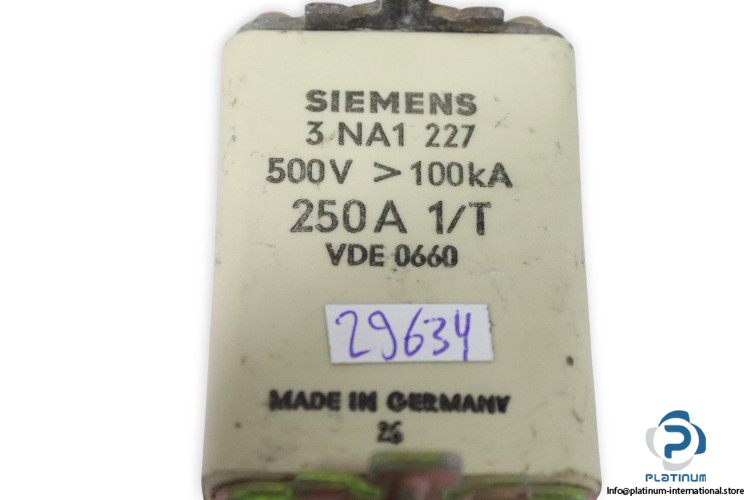 SIEMENS
3 NA1 227
500V > 100kA
250A 1/T
VDE 0660
29634
MADE IN GERMANY
26
PLATINUM
Info@platinum-international.store